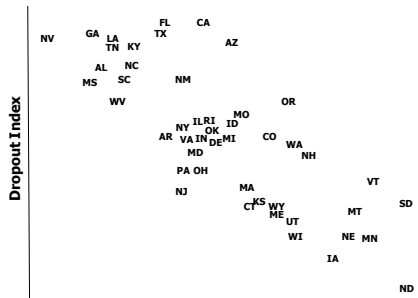 FL CA
NV GA LA TX
TN KY AZ
AL NC
MS SC NM
WV OR
MO
NY IL RI ID
AR VA IN OK MI CO
DE WA
MD NH
PA OH
VT
NJ MA
CT KS WY SD
ME MT
UT
WI NE MN
IA
ND
Dropout Index